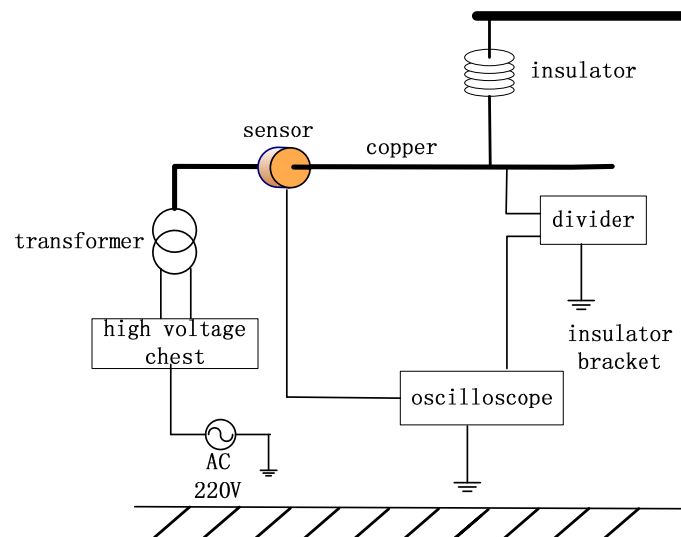 insulator
sensor
copper
divider
transformer
high voltage
chest
insulator
bracket
oscilloscope
AC
220V